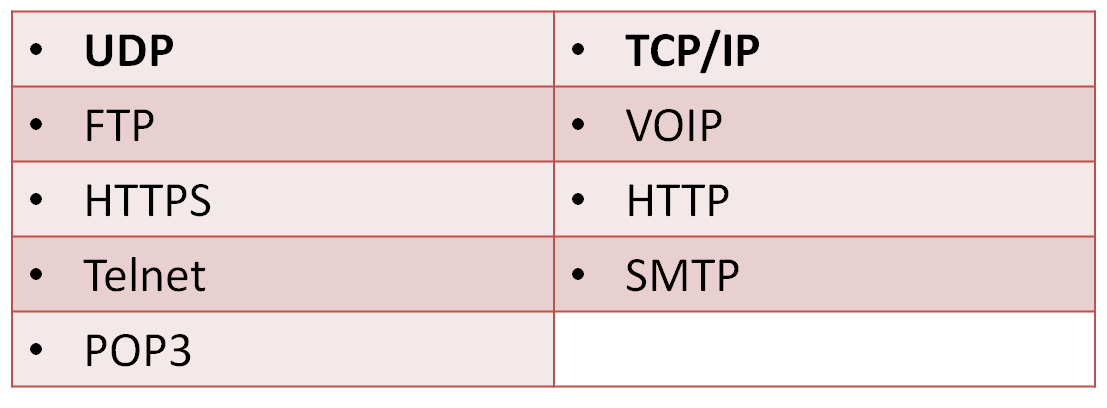 • UDP
• TCP/IP
• FTP
• VOIP
• HTTPS
• HTTP
• Telnet
• SMTP
• POP3